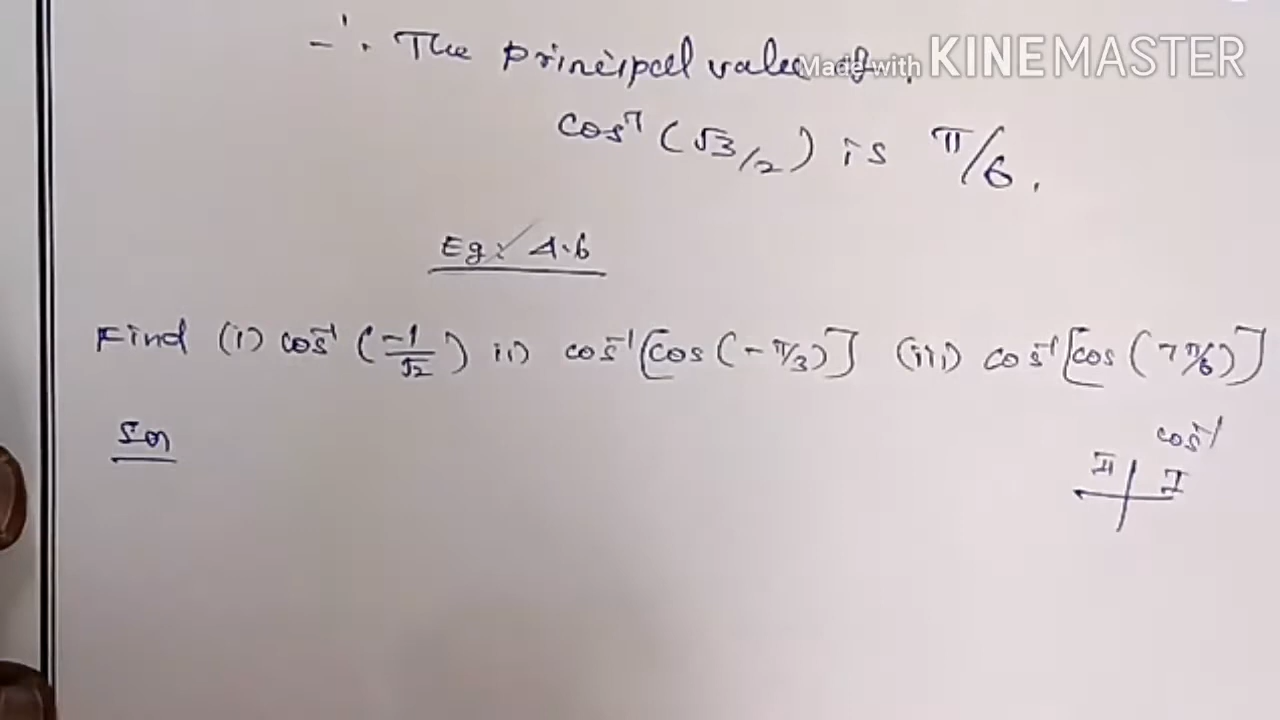 ∴ The principal value of
Made with KINEMASTER
cos⁻¹ (√3/2) is π/6.
Eg: 4.6
Find (i) cos⁻¹ (-1/√2) ii) cos⁻¹[cos (-π/3)] (iii) cos⁻¹[cos (7π/6)]
Son
cos⁻¹
II I